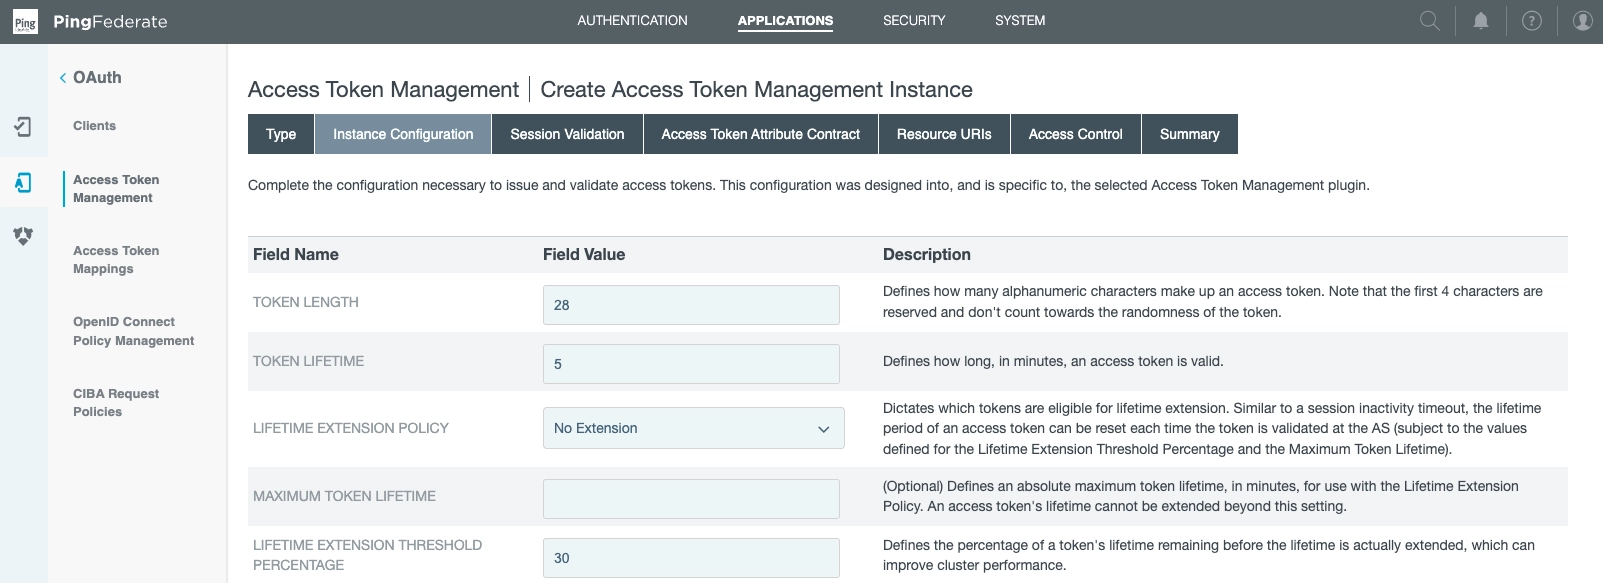 Ping
PingFederate
AUTHENTICATION
APPLICATIONS
SECURITY
SYSTEM
OAuth
Clients
Access Token
Management
Access Token
Mappings
OpenID Connect
Policy Management
CIBA Request
Policies
Access Token Management | Create Access Token Management Instance
Type
Instance Configuration
Session Validation
Access Token Attribute Contract
Resource URIs
Access Control
Summary
Complete the configuration necessary to issue and validate access tokens. This configuration was designed into, and is specific to, the selected Access Token Management plugin.
Field Name
Field Value
Description
TOKEN LENGTH
28
Defines how many alphanumeric characters make up an access token. Note that the first 4 characters are
reserved and don't count towards the randomness of the token.
TOKEN LIFETIME
5
Defines how long, in minutes, an access token is valid.
LIFETIME EXTENSION POLICY
No Extension
Dictates which tokens are eligible for lifetime extension. Similar to a session inactivity timeout, the lifetime
period of an access token can be reset each time the token is validated at the AS (subject to the values
defined for the Lifetime Extension Threshold Percentage and the Maximum Token Lifetime).
MAXIMUM TOKEN LIFETIME
(Optional) Defines an absolute maximum token lifetime, in minutes, for use with the Lifetime Extension
Policy. An access token's lifetime cannot be extended beyond this setting.
LIFETIME EXTENSION THRESHOLD
PERCENTAGE
30
Defines the percentage of a token's lifetime remaining before the lifetime is actually extended, which can
improve cluster performance.